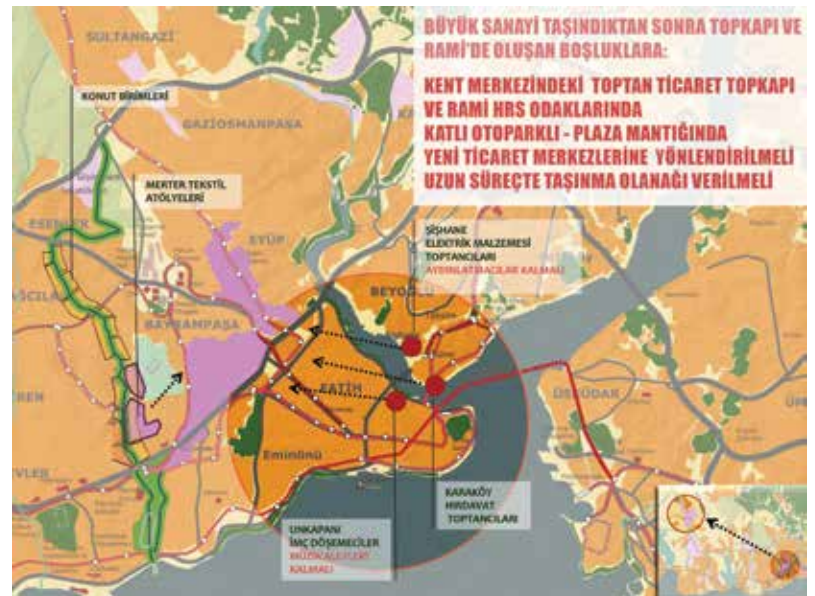 BÜYÜK SANAYİ TAŞINDIKTAN SONRA TOPKAPI VE
RAMİ'DE OLUŞAN BOŞLUKLARA:
KENT MERKEZİNDEKİ TOPTAN TİCARET TOPKAPI
VE RAMİ HRS ODAKLARINDA
KATLI OTOPARKLI - PLAZA MANTIĞINDA
YENİ TİCARET MERKEZLERİNE YÖNLENDİRİLMELİ
UZUN SÜREÇTE TAŞINMA OLANAĞI VERİLMELİ
SULTANGAZİ
KONUT BİRİMLERİ
GAZİOSMANPAŞA
MERTER TEKSTİL
ATÖLYELERİ
ESENLER
EYÜP
ŞİŞHANE
ELEKTRİK MALZEMESİ
TOPTANCILARI
AYDINLATMACILAR KALMALI
BEYOĞLU
BAYRAMPAŞA
FATİH
ÜSKÜDAR
Eminönü
KARAKÖY
HIRDAVAT
TOPTANCILARI
UNKAPANI
İMÇ DÖŞEMECİLER
MÜZİK ALETLERİ
KALMALI